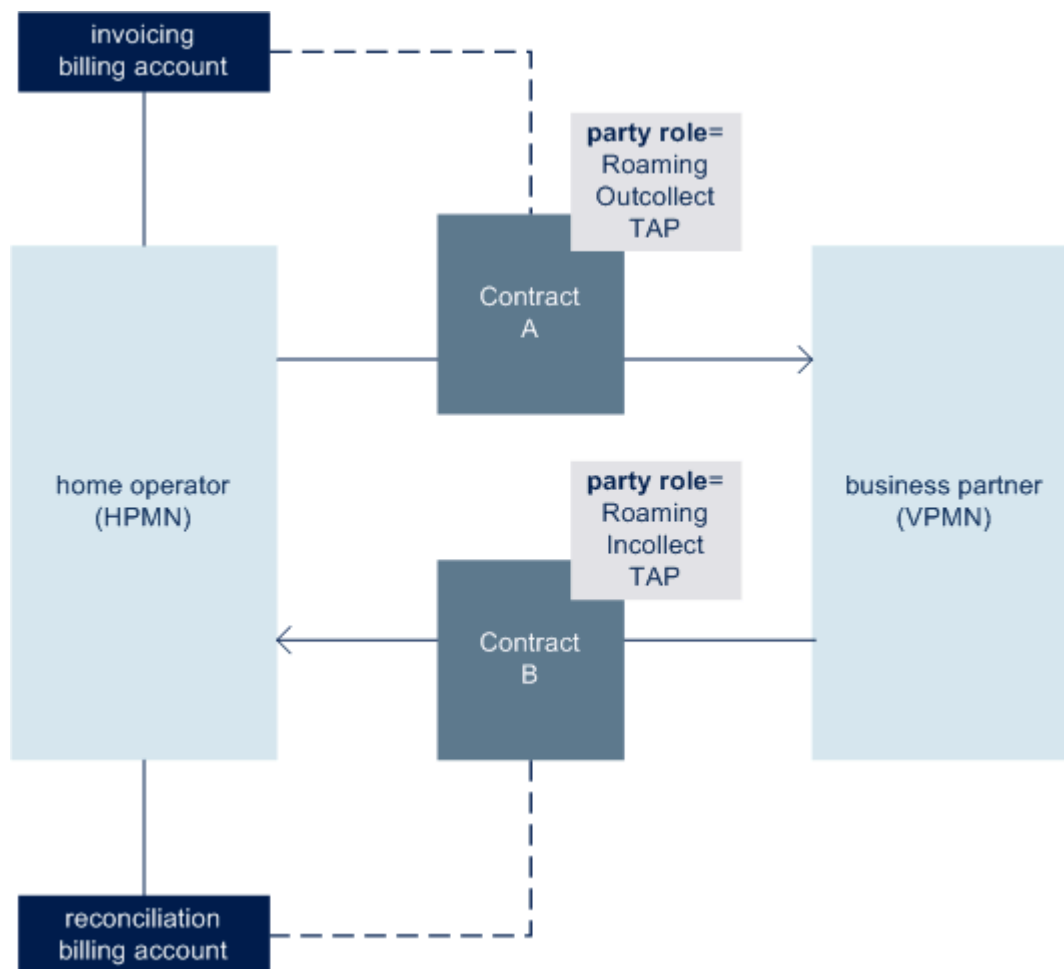 invoicing
billing account
party role=
Roaming
Outcollect
TAP
Contract
A
home operator
(HPMN)
business partner
(VPMN)
party role=
Roaming
Incollect
TAP
Contract
B
reconciliation
billing account